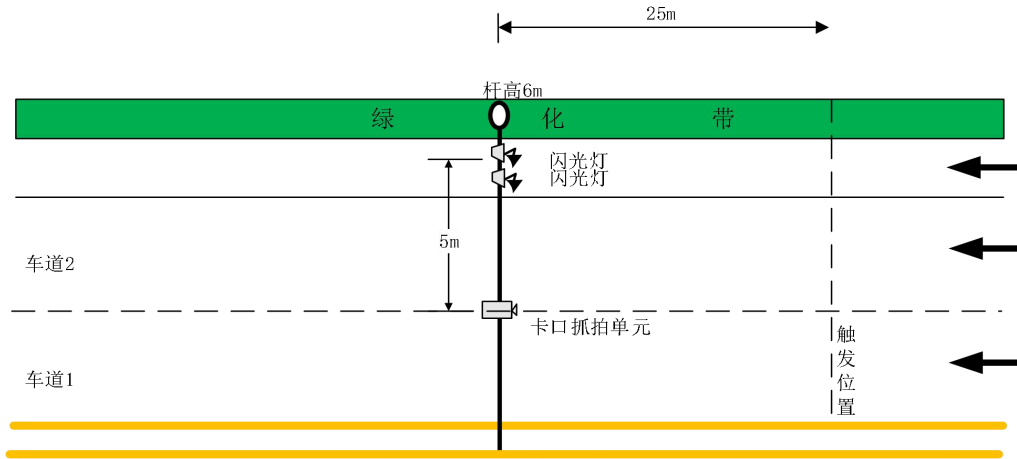 25m
杆高6m
绿化带
闪光灯
闪光灯
5m
车道2
卡口抓拍单元
触发位置
车道1